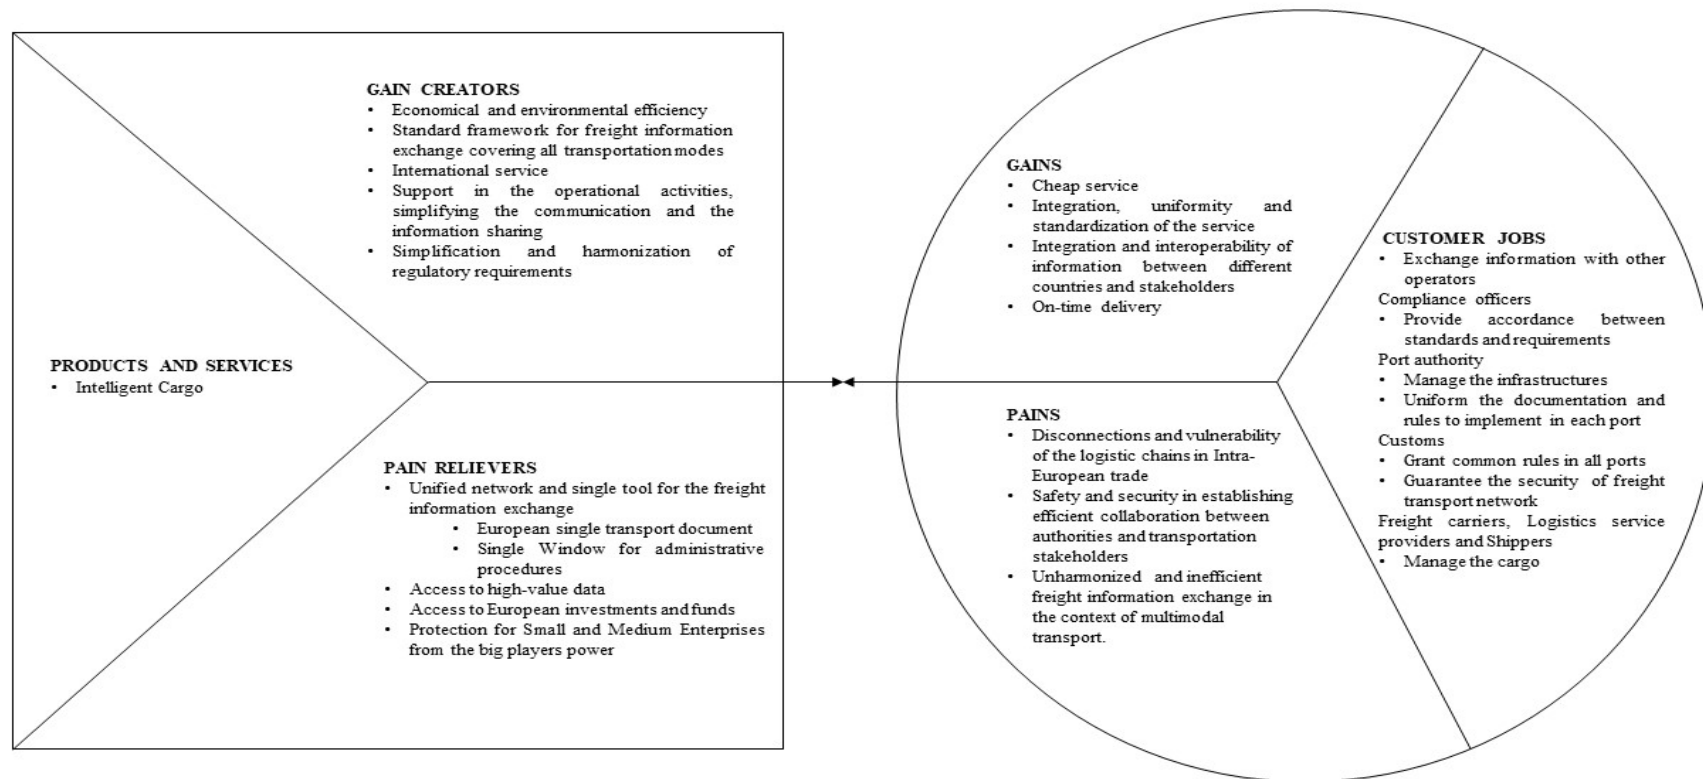 GAIN CREATORS
• Economical and environmental efficiency
• Standard framework for freight information
exchange covering all transportation modes
• International service
• Support in the operational activities,
simplifying the communication and the
information sharing
• Simplification and harmonization of
regulatory requirements
PRODUCTS AND SERVICES
• Intelligent Cargo
PAIN RELIEVERS
• Unified network and single tool for the freight
information exchange
• European single transport document
• Single Window for administrative
procedures
• Access to high-value data
• Access to European investments and funds
• Protection for Small and Medium Enterprises
from the big players power
GAINS
• Cheap service
• Integration, uniformity and
standardization of the service
• Integration and interoperability of
information between different
countries and stakeholders
• On-time delivery
PAINS
• Disconnections and vulnerability
of the logistic chains in Intra-
European trade
• Safety and security in establishing
efficient collaboration between
authorities and transportation
stakeholders
• Unharmonized and inefficient
freight information exchange in
the context of multimodal
transport.
CUSTOMER JOBS
• Exchange information with other
operators
Compliance officers
• Provide accordance between
standards and requirements
Port authority
• Manage the infrastructures
• Uniform the documentation and
rules to implement in each port
Customs
• Grant common rules in all ports
• Guarantee the security of freight
transport network
Freight carriers, Logistics service
providers and Shippers
• Manage the cargo